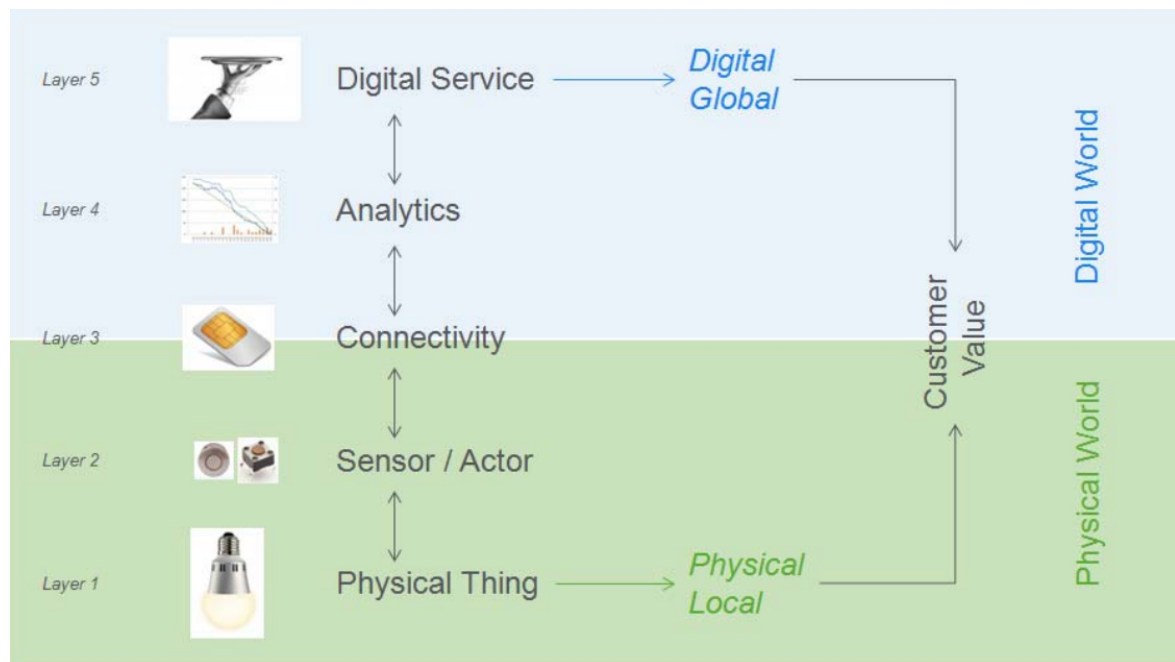 Layer 5
Digital Service
Digital
Global
Layer 4
Analytics
Digital World
Layer 3
Connectivity
Customer
Value
Layer 2
Sensor / Actor
Physical World
Layer 1
Physical Thing
Physical
Local